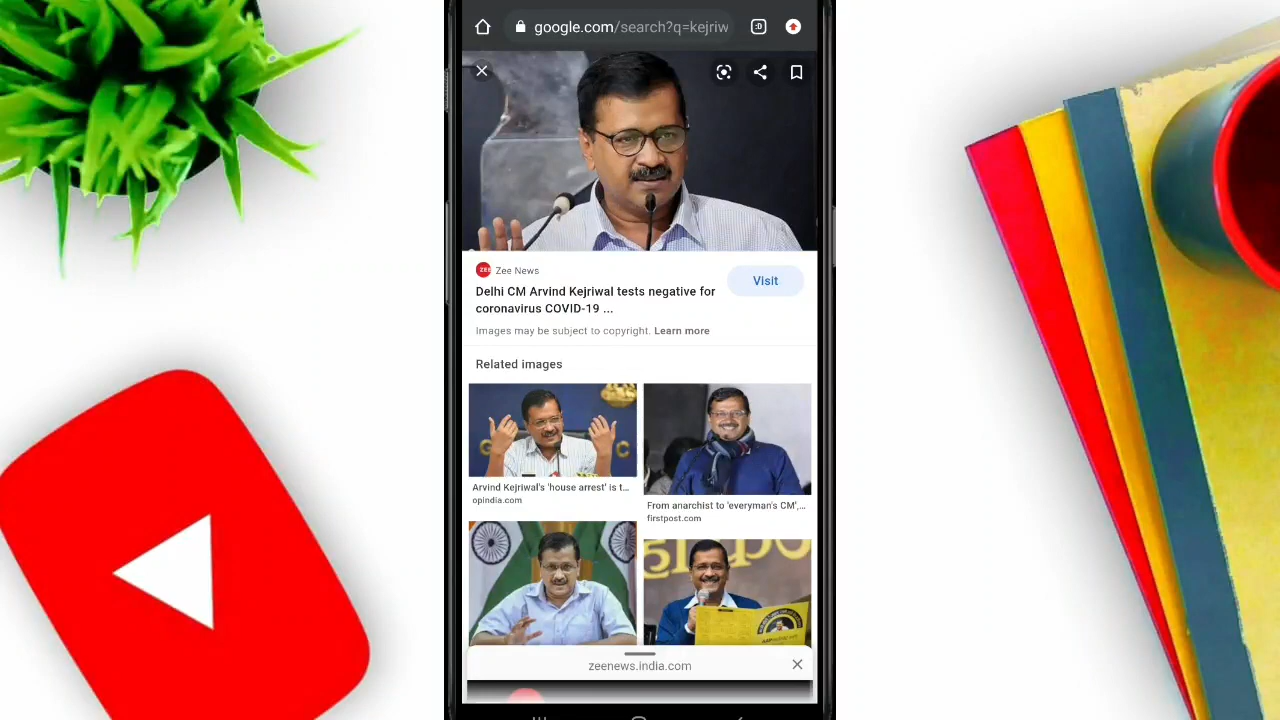 google.com/search?q=kejriw
:D
ZEE
Zee News
Delhi CM Arvind Kejriwal tests negative for
coronavirus COVID-19 ...
Visit
Images may be subject to copyright. Learn more
Related images
Arvind Kejriwal's 'house arrest' is t...
opindia.com
From anarchist to 'everyman's CM',...
firstpost.com
zeenews.india.com